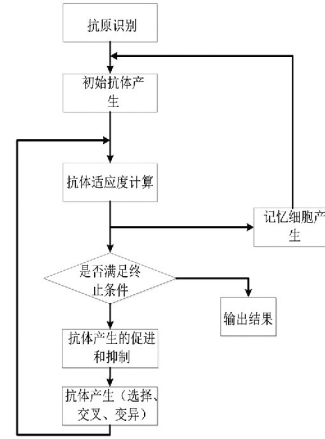 抗原识别
初始抗体产
生
抗体适应度计算
记忆细胞产
生
是否满足终
止条件
输出结果
抗体产生的促进
和抑制
抗体产生（选择、
交叉、变异）